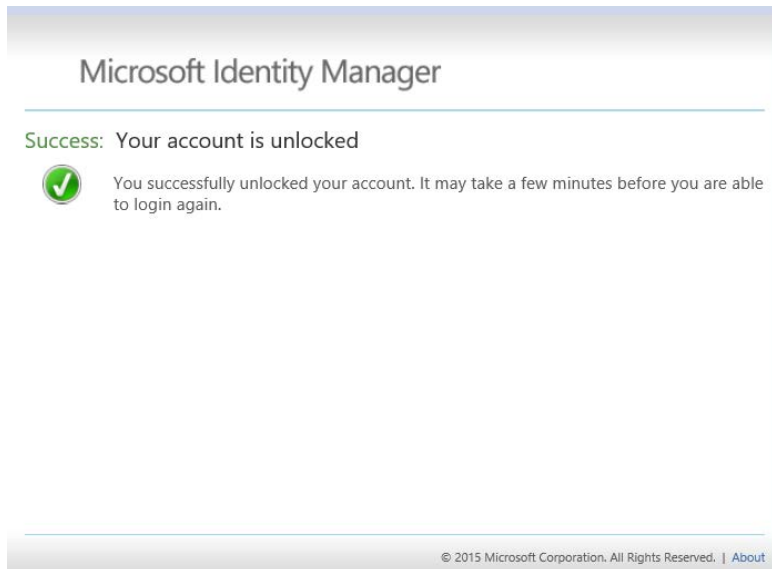 Microsoft Identity Manager
Success: Your account is unlocked
You successfully unlocked your account. It may take a few minutes before you are able
to login again.
© 2015 Microsoft Corporation. All Rights Reserved. | About